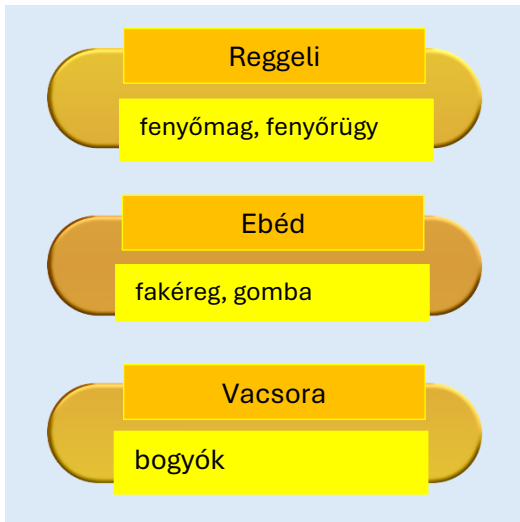 Reggeli
fenyőmag, fenyőrügy
Ebéd
fakéreg, gomba
Vacsora
bogyók